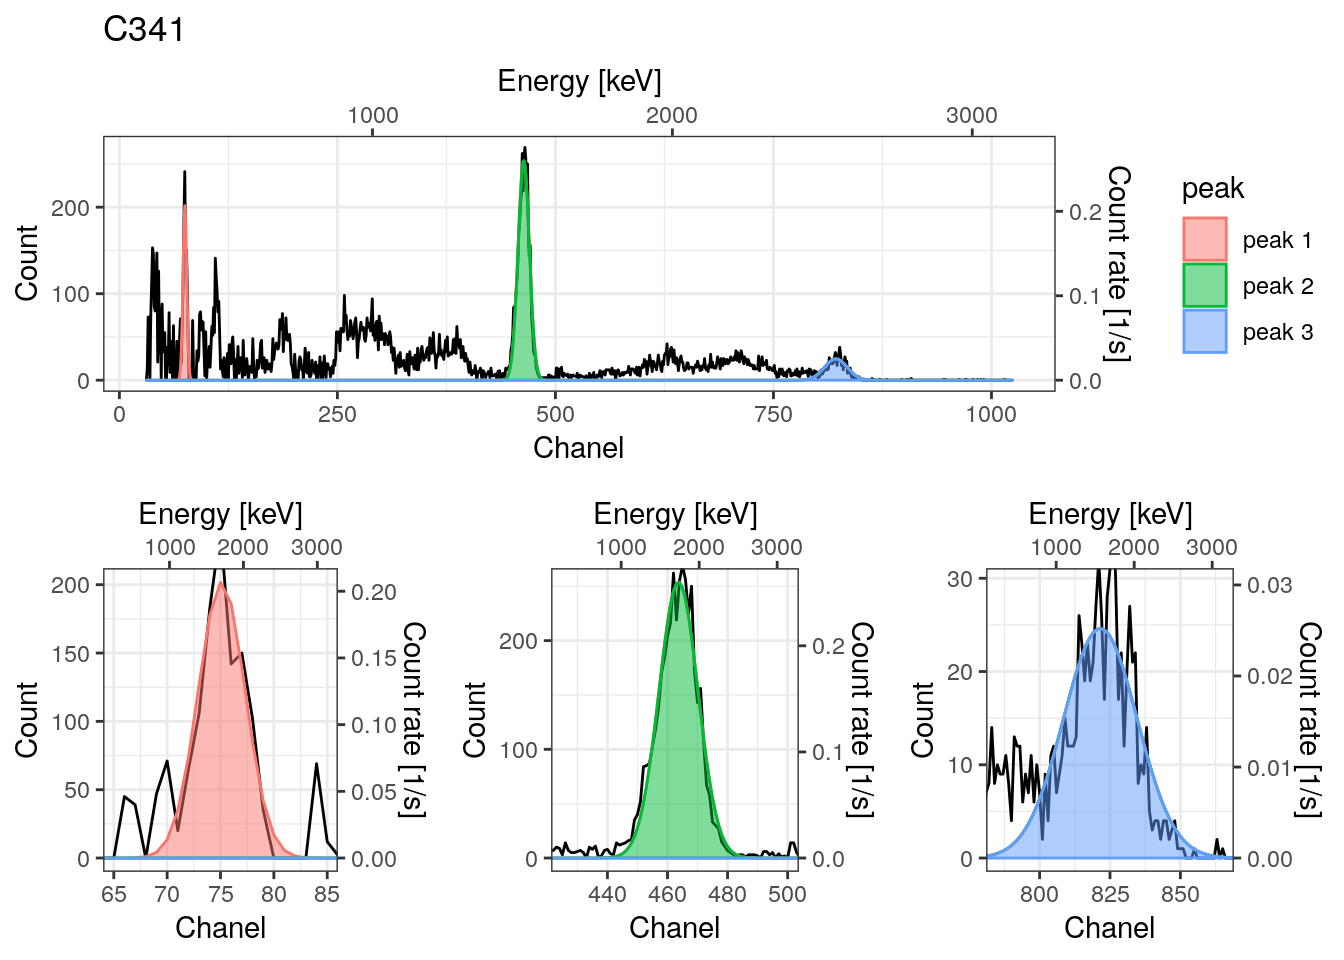 C341
Energy [keV]
1000 2000 3000
200
100
0
Count
0.2
0.1
0.0
Count rate [1/s]
0 250 500 750 1000
Chanel
peak
peak 1
peak 2
peak 3
Energy [keV]
1000 2000 3000
200
150
100
50
0
Count
0.20
0.15
0.10
0.05
0.00
Count rate [1/s]
65 70 75 80 85
Chanel
Energy [keV]
1000 2000 3000
200
100
0
Count
0.2
0.1
0.0
Count rate [1/s]
440 460 480 500
Chanel
Energy [keV]
1000 2000 3000
30
20
10
0
Count
0.03
0.02
0.01
0.00
Count rate [1/s]
800 825 850
Chanel